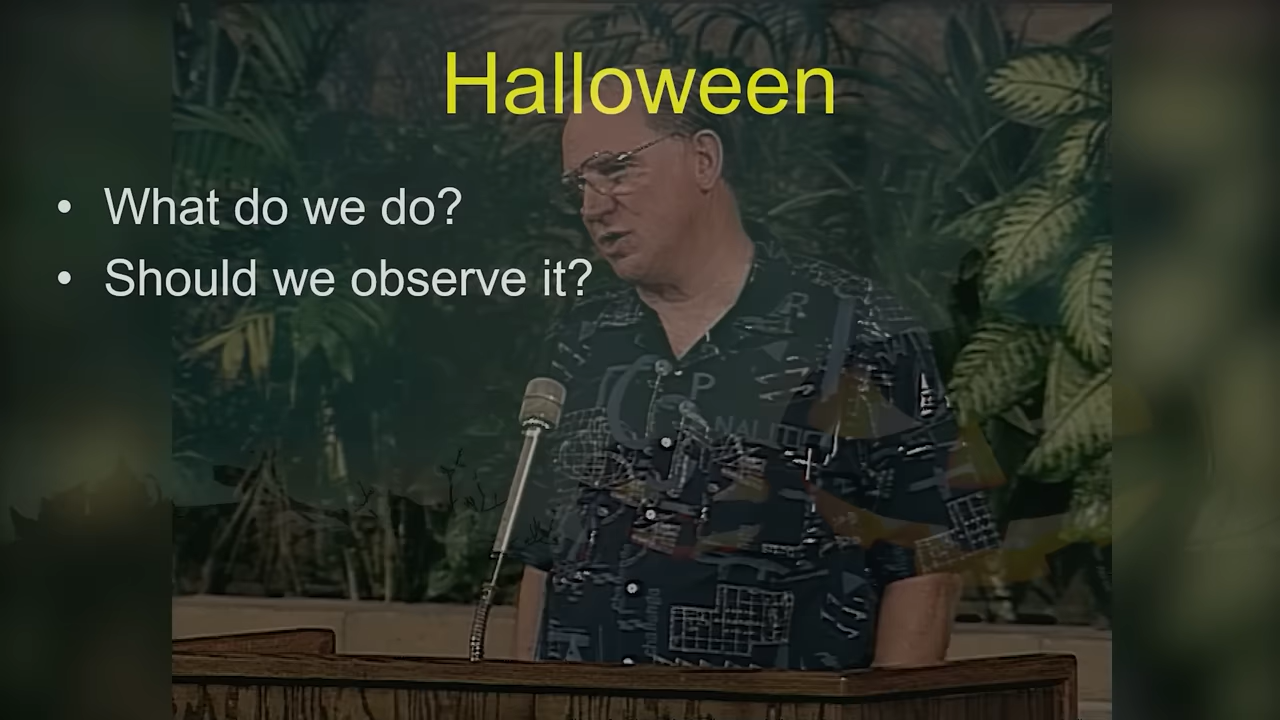 Halloween
• What do we do?
• Should we observe it?